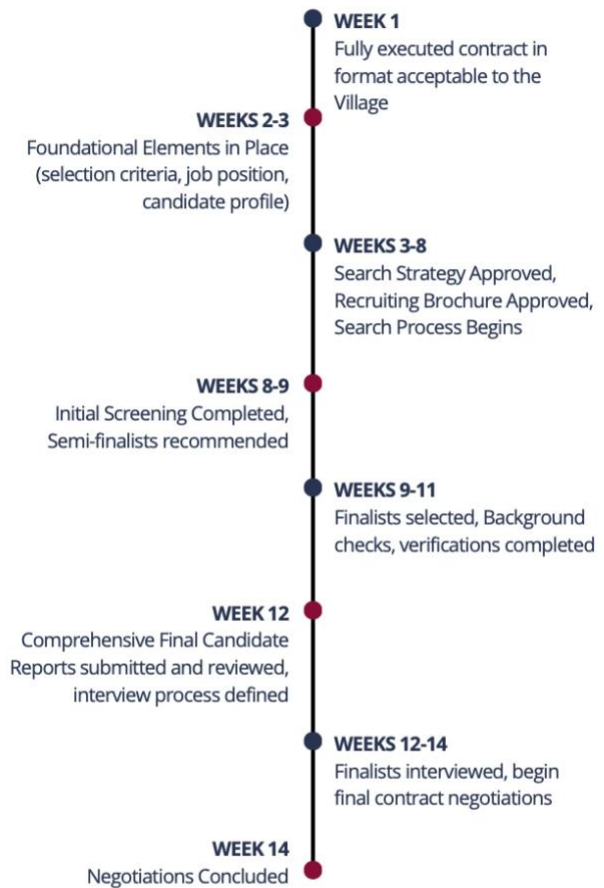 WEEK 1
Fully executed contract in
format acceptable to the
Village
WEEKS 2-3
Foundational Elements in Place
(selection criteria, job position,
candidate profile)
WEEKS 3-8
Search Strategy Approved,
Recruiting Brochure Approved,
Search Process Begins
WEEKS 8-9
Initial Screening Completed,
Semi-finalists recommended
WEEKS 9-11
Finalists selected, Background
checks, verifications completed
WEEK 12
Comprehensive Final Candidate
Reports submitted and reviewed,
interview process defined
WEEKS 12-14
Finalists interviewed, begin
final contract negotiations
WEEK 14
Negotiations Concluded